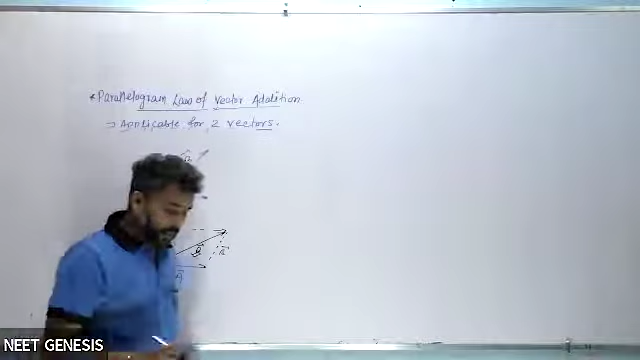 *Parallelogram Law of Vector Addition
→ Applicable for 2 vectors.
NEET GENESIS